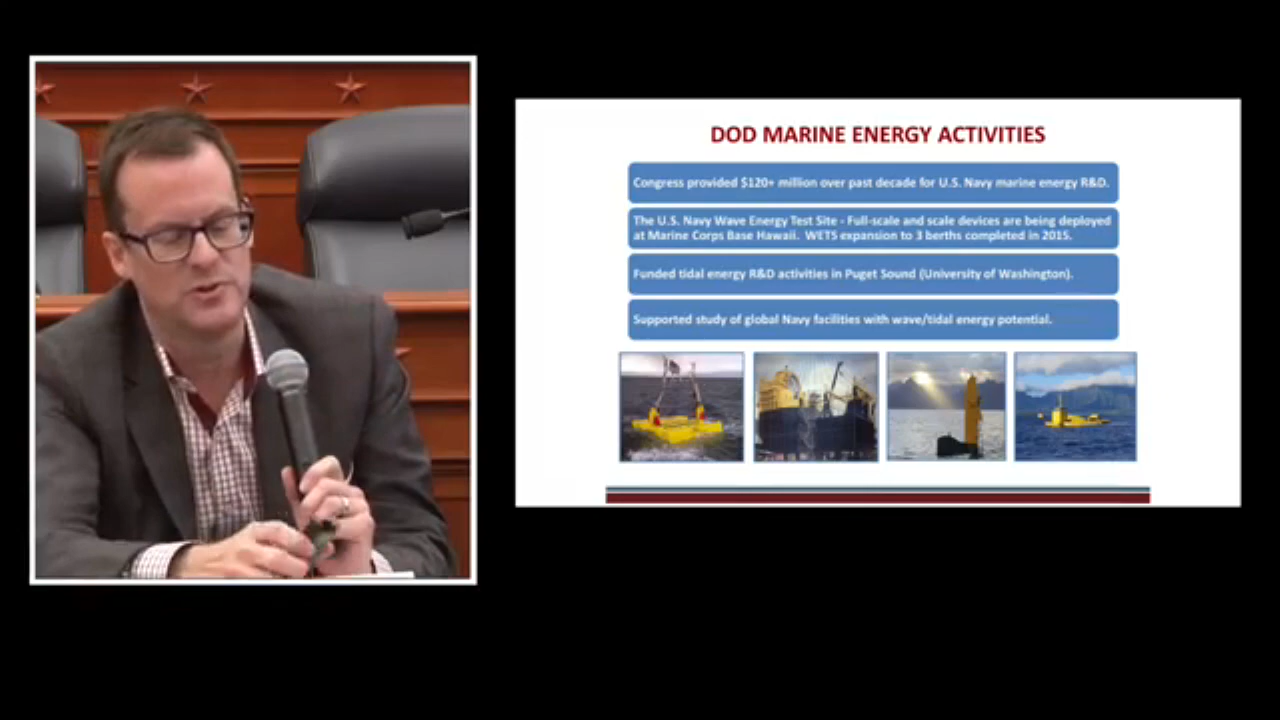 DOD MARINE ENERGY ACTIVITIES
Congress provided $120+ million over past decade for U.S. Navy marine energy R&D.
The U.S. Navy Wave Energy Test Site - Full-scale and scale devices are being deployed
at Marine Corps Base Hawaii.  WETS expansion to 3 berths completed in 2015.
Funded tidal energy R&D activities in Puget Sound (University of Washington).
Supported study of global Navy facilities with wave/tidal energy potential.